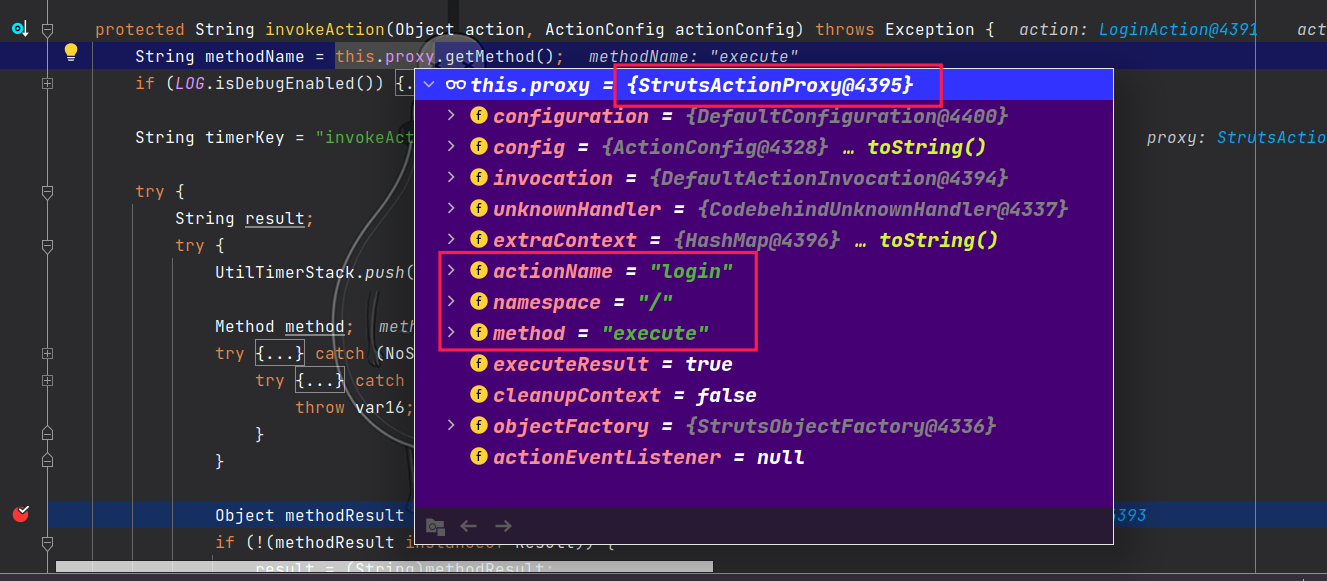 protected String invokeAction(Object action, ActionConfig actionConfig) throws Exception { action: LoginAction@4391 act
String methodName = this.proxy.getMethod(); methodName: "execute"
if (LOG.isDebugEnabled()) {.
this.proxy = {StrutsActionProxy@4395}
configuration = {DefaultConfiguration@4400}
String timerKey = "invokeAct
proxy: StrutsActio
config = {ActionConfig@4328} … toString()
invocation = {DefaultActionInvocation@4394}
try {
unknownHandler = {CodebehindUnknownHandler@4337}
String result;
extraContext = {HashMap@4396} … toString()
try {
actionName = "login"
UtilTimerStack.push(
namespace = "/"
Method method; meth
method = "execute"
try {...} catch (NoS
executeResult = true
try {...} catch
cleanupContext = false
throw var16;
objectFactory = {StrutsObjectFactory@4336}
}
actionEventListener = null
}
Object methodResult
393
if (!(methodResult instanceof Result)) {
result = (String)methodResult;